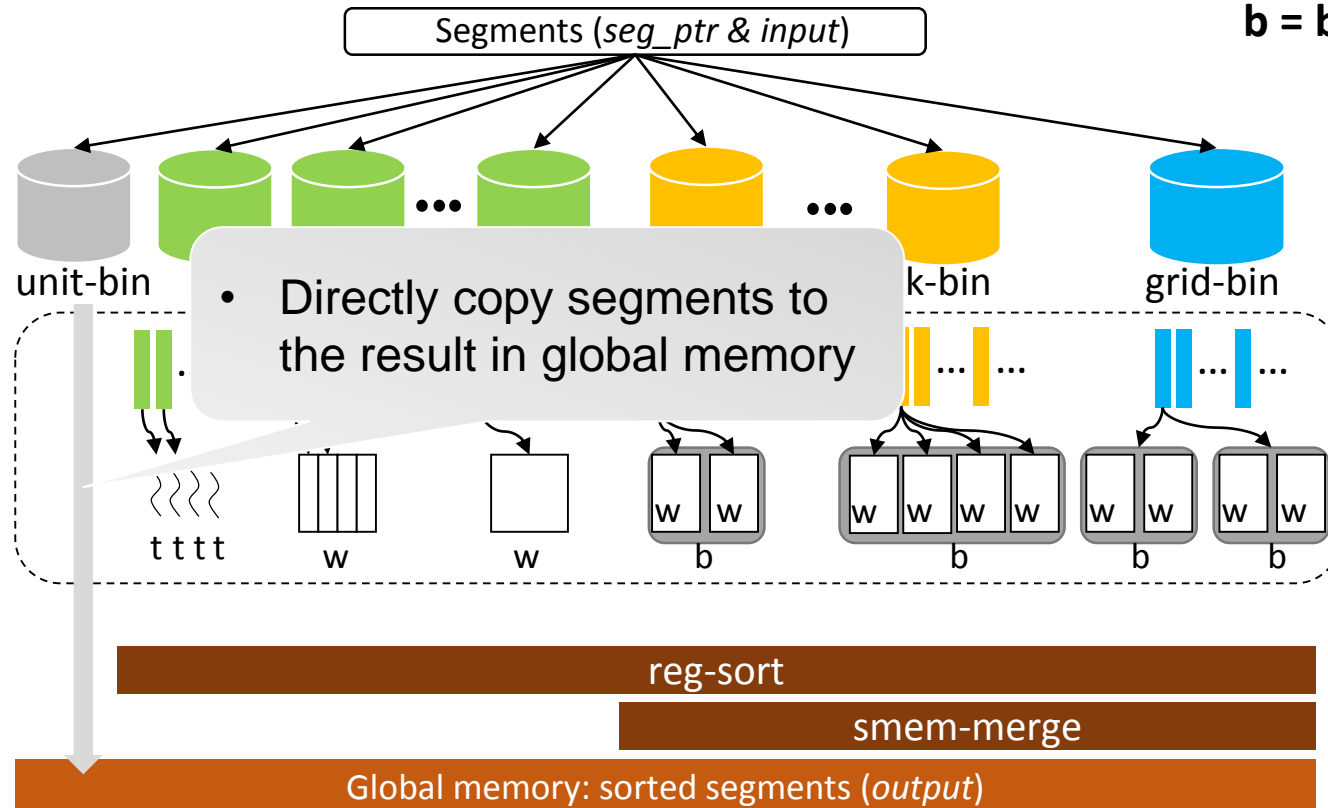 Segments (seg_ptr & input)
b = b
unit-bin
k-bin
grid-bin
• Directly copy segments to
the result in global memory
... ... ... ... ...
w w w w w w w w w w
t t t t w w b b b b
reg-sort
smem-merge
Global memory: sorted segments (output)